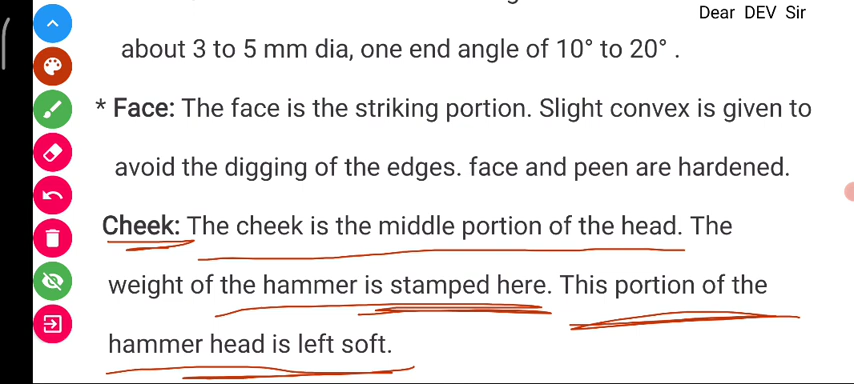 Dear DEV Sir
about 3 to 5 mm dia, one end angle of 10° to 20° .
* Face: The face is the striking portion. Slight convex is given to
avoid the digging of the edges. face and peen are hardened.
Cheek: The cheek is the middle portion of the head. The
weight of the hammer is stamped here. This portion of the
hammer head is left soft.